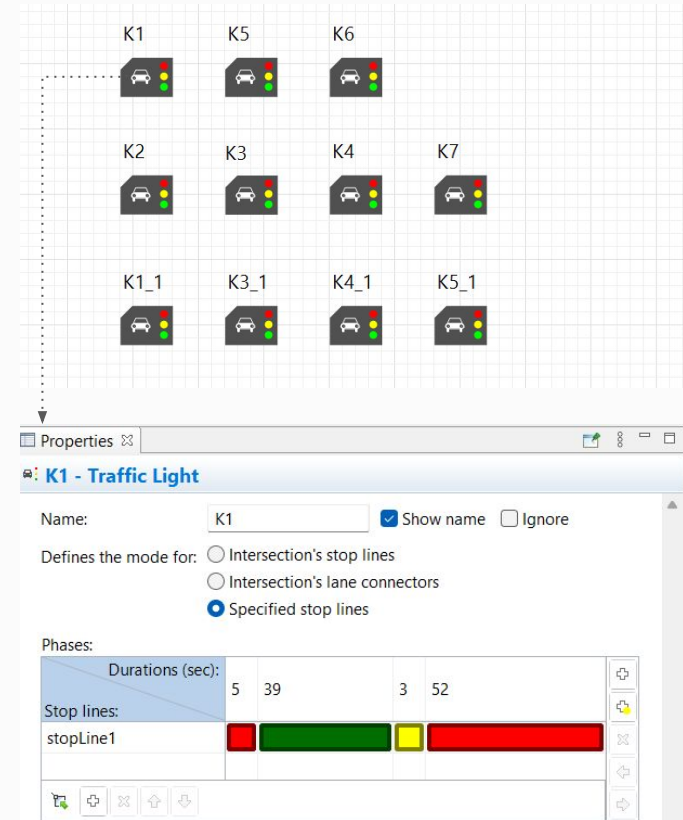 K1 K5 K6
K2 K3 K4 K7
K1_1 K3_1 K4_1 K5_1
Properties
K1 - Traffic Light
Name: K1 Show name Ignore
Defines the mode for: Intersection's stop lines
Intersection's lane connectors
Specified stop lines
Phases:
Durations (sec):
5 39 3 52
Stop lines:
stopLine1